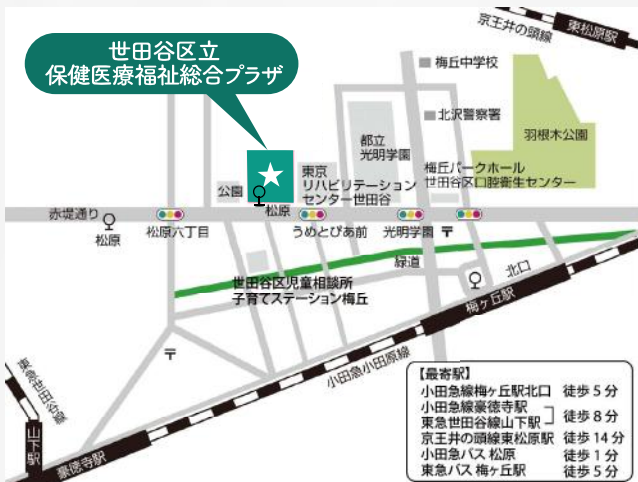 京王井の頭線
東松原駅
世田谷区立
保健医療福祉総合プラザ
梅丘中学校
北沢警察署
羽根木公園
都立
光明学園
梅丘パークホール
世田谷区口腔衛生センター
東京
リハビリテーション
センター世田谷
公園
松原
赤堤通り
松原
松原六丁目
うめとぴあ前
光明学園
〒
緑道
北口
世田谷区児童相談所
子育てステーション梅丘
梅ヶ丘駅
〒
小田急小田原線
東急世田谷線
山下駅
豪徳寺駅
【最寄駅】
小田急線梅ヶ丘駅北口 徒歩5分
小田急線豪徳寺駅
東急世田谷線山下駅 徒歩8分
京王井の頭線東松原駅 徒歩14分
小田急バス 松原 徒歩1分
東急バス 梅ヶ丘駅 徒歩5分